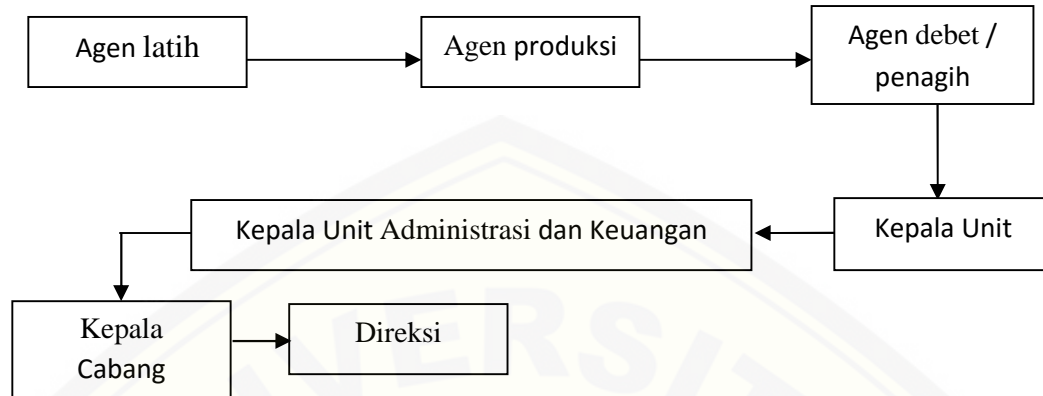 Agen latih
Agen produksi
Agen debet /
penagih
Kepala Unit
Kepala Unit Administrasi dan Keuangan
Kepala
Cabang
Direksi